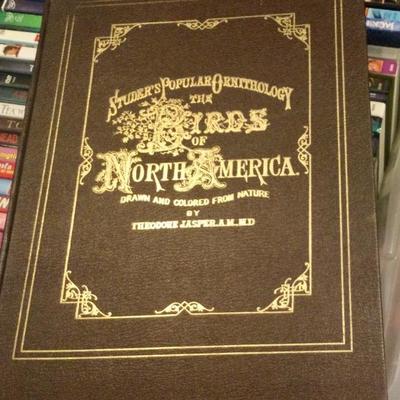 STUDER'S POPULAR ORNITHOLOGY
THE
BIRDS
OF
NORTH AMERICA.
DRAWN AND COLORED FROM NATURE
BY
THEODORE JASPER, A.M., M.D